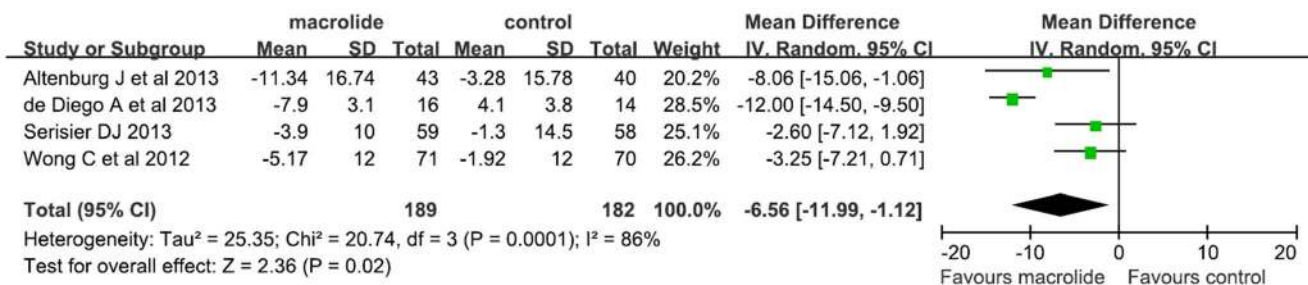 macrolide control Mean Difference Mean Difference
Study or Subgroup Mean SD Total Mean SD Total Weight IV. Random. 95% CI IV. Random. 95% CI
Altenburg J et al 2013 -11.34 16.74 43 -3.28 15.78 40 20.2% -8.06 [-15.06, -1.06]
de Diego A et al 2013 -7.9 3.1 16 4.1 3.8 14 28.5% -12.00 [-14.50, -9.50]
Serisier DJ 2013 -3.9 10 59 -1.3 14.5 58 25.1% -2.60 [-7.12, 1.92]
Wong C et al 2012 -5.17 12 71 -1.92 12 70 26.2% -3.25 [-7.21, 0.71]
Total (95% CI) 189 182 100.0% -6.56 [-11.99, -1.12]
Heterogeneity: Tau² = 25.35; Chi² = 20.74, df = 3 (P = 0.0001); I² = 86%
Test for overall effect: Z = 2.36 (P = 0.02)
-20 -10 0 10 20
Favours macrolide Favours control